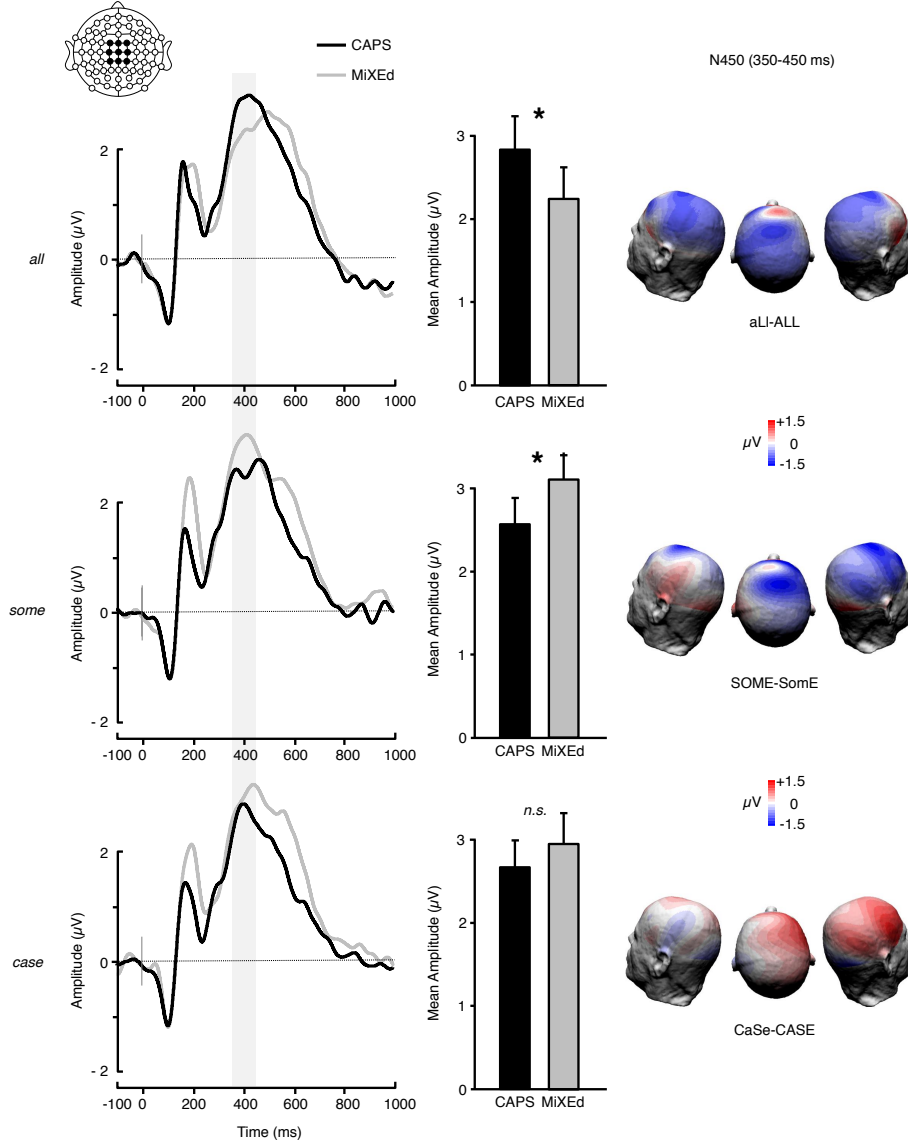 CAPS
MiXEd
N450 (350-450 ms)
all
Amplitude (µV)
2
0
- 2
-100 0 200 400 600 800 1000
Mean Amplitude (µV)
3
2
1
0
*
CAPS MiXEd
aLl-ALL
µV
+1.5
0
-1.5
some
Amplitude (µV)
2
0
- 2
-100 0 200 400 600 800 1000
Mean Amplitude (µV)
3
2
1
0
*
CAPS MiXEd
SOME-SomE
µV
+1.5
0
-1.5
case
Amplitude (µV)
2
0
- 2
-100 0 200 400 600 800 1000
Time (ms)
Mean Amplitude (µV)
3
2
1
0
n.s.
CAPS MiXEd
CaSe-CASE